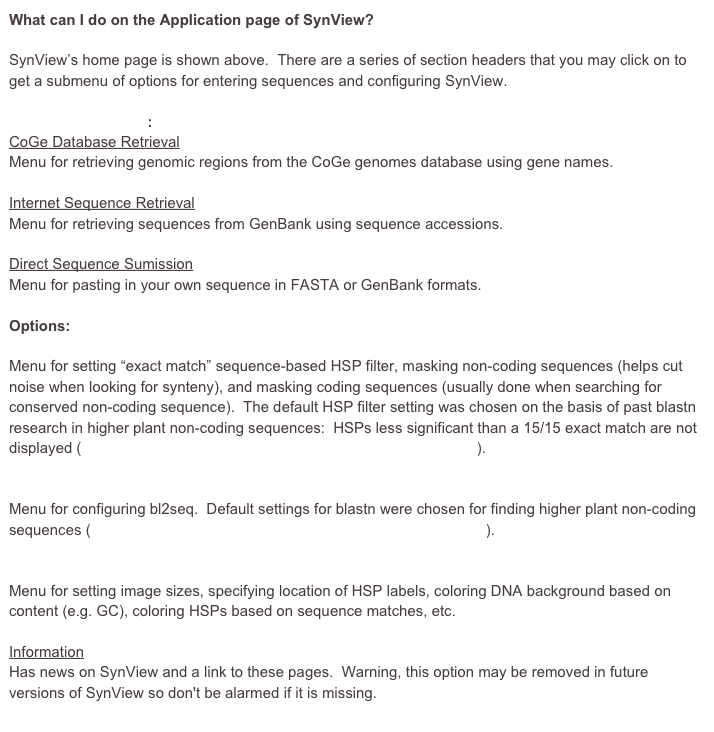 What can I do on the Application page of SynView?
SynView’s home page is shown above.  There are a series of section headers that you may click on to
get a submenu of options for entering sequences and configuring SynView.
:
CoGe Database Retrieval
Menu for retrieving genomic regions from the CoGe genomes database using gene names.
Internet Sequence Retrieval
Menu for retrieving sequences from GenBank using sequence accessions.
Direct Sequence Sumission
Menu for pasting in your own sequence in FASTA or GenBank formats.
Options:
Menu for setting “exact match” sequence-based HSP filter, masking non-coding sequences (helps cut
noise when looking for synteny), and masking coding sequences (usually done when searching for
conserved non-coding sequence).  The default HSP filter setting was chosen on the basis of past blastn
research in higher plant non-coding sequences:  HSPs less significant than a 15/15 exact match are not
displayed ( ).
Menu for configuring bl2seq.  Default settings for blastn were chosen for finding higher plant non-coding
sequences ( ).
Menu for setting image sizes, specifying location of HSP labels, coloring DNA background based on
content (e.g. GC), coloring HSPs based on sequence matches, etc.
Information
Has news on SynView and a link to these pages.  Warning, this option may be removed in future
versions of SynView so don't be alarmed if it is missing.